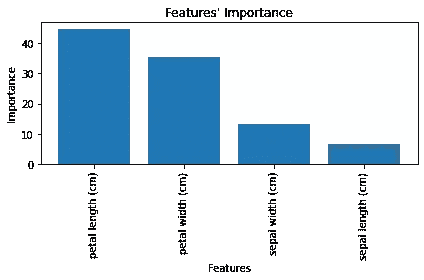 Features' Importance
Importance
40
30
20
10
0
petal length (cm)
petal width (cm)
sepal width (cm)
sepal length (cm)
Features